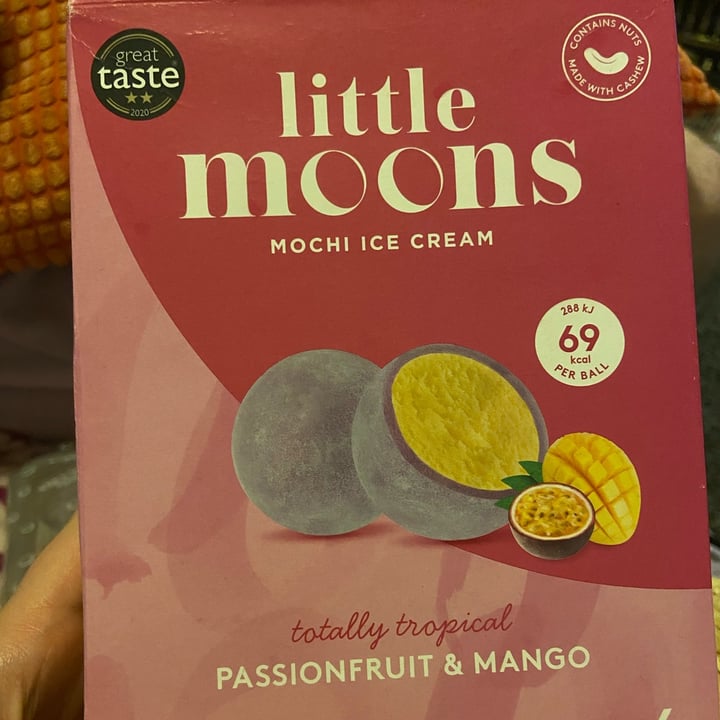 great
taste
2020
CONTAINS NUTS
MADE WITH CASHEW
little
moons
MOCHI ICE CREAM
288 kJ
69
kcal
PER BALL
totally tropical
PASSIONFRUIT & MANGO